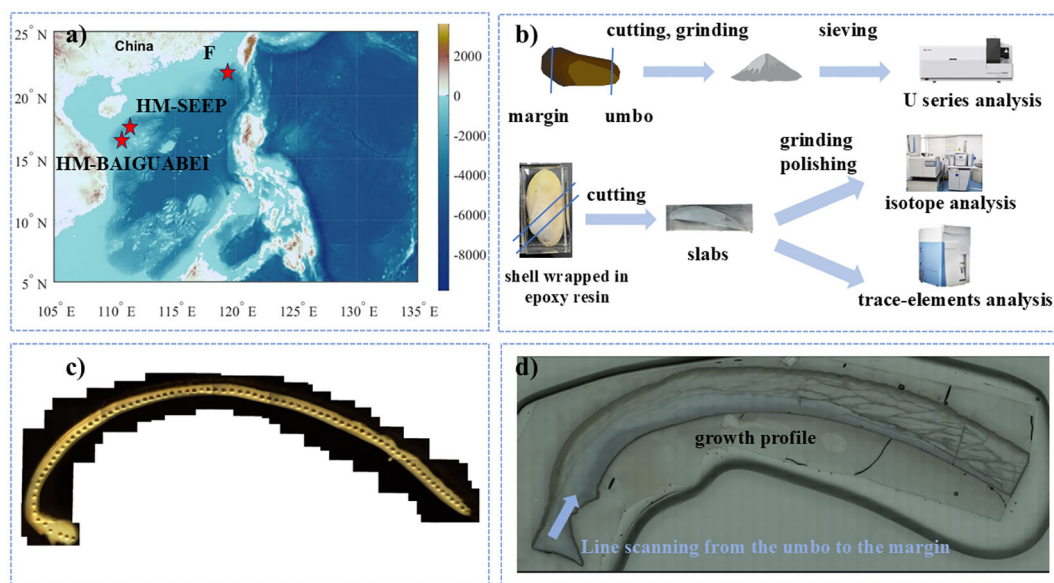 a)
25° N
20° N
15° N
10° N
5° N
105° E
110° E
115° E
120° E
125° E
130° E
135° E
China
F
HM-SEEP
HM-BAIGUABEI
2000
0
-2000
-4000
-6000
-8000
b)
cutting, grinding
sieving
margin
umbo
U series analysis
cutting
grinding
polishing
isotope analysis
slabs
shell wrapped in
epoxy resin
trace-elements analysis
c)
d)
growth profile
Line scanning from the umbo to the margin